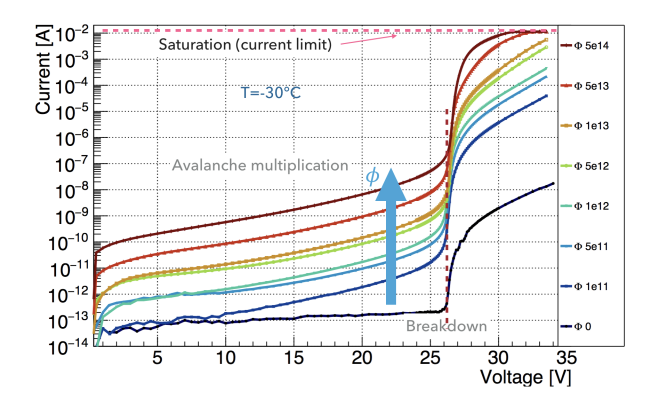 Current [A]
10⁻²
10⁻³
10⁻⁴
10⁻⁵
10⁻⁶
10⁻⁷
10⁻⁸
10⁻⁹
10⁻¹⁰
10⁻¹¹
10⁻¹²
10⁻¹³
10⁻¹⁴
Saturation (current limit)
T=-30°C
Avalanche multiplication
ϕ
Breakdown
5
10
15
20
25
30
35
Voltage [V]
Φ 5e14
Φ 5e13
Φ 1e13
Φ 5e12
Φ 1e12
Φ 5e11
Φ 1e11
Φ 0